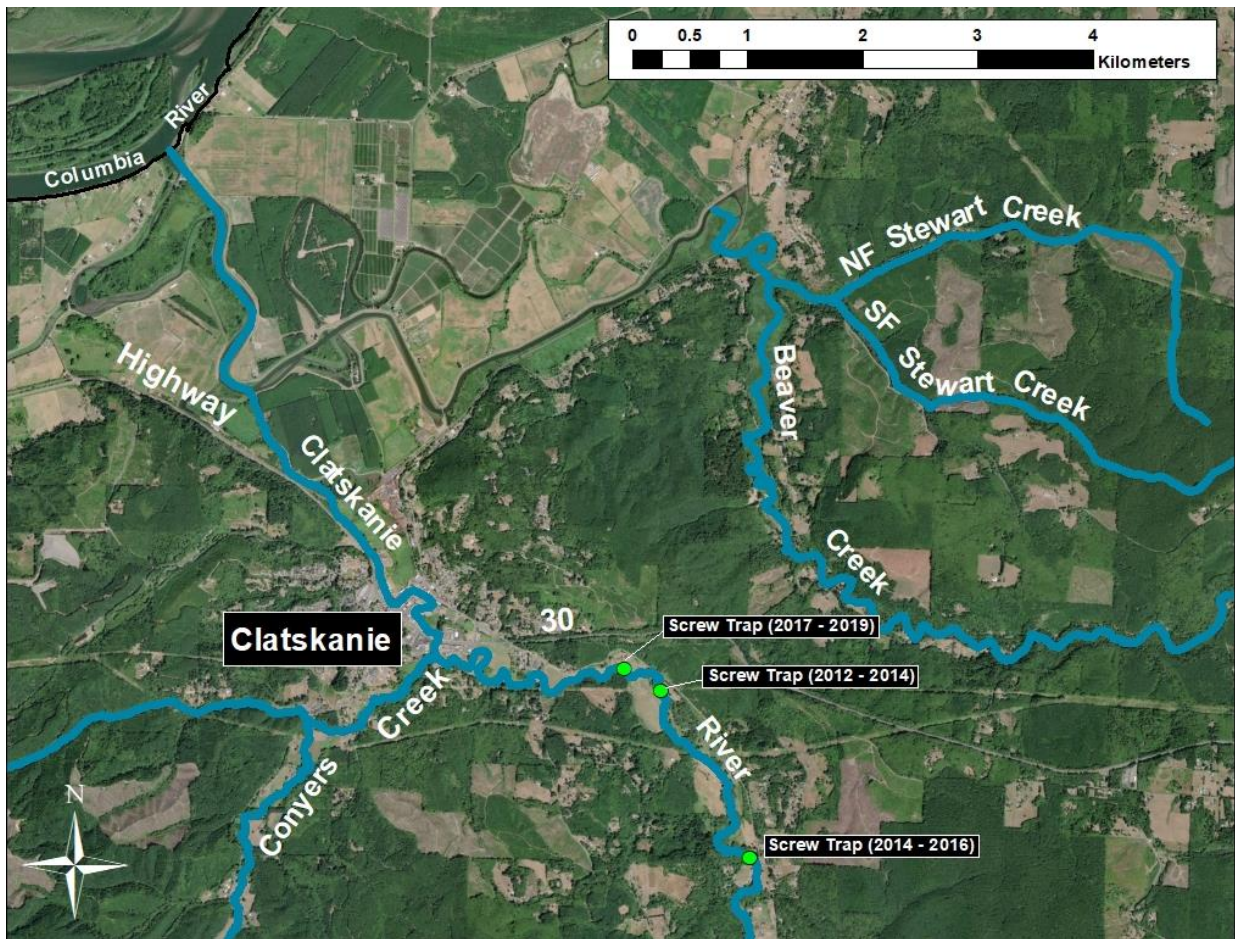 0 0.5 1 2 3 4
Kilometers
Columbia River
NF Stewart Creek
SF Stewart Creek
Beaver Creek
Highway 30
Clatskanie River
Clatskanie
Screw Trap (2017 - 2019)
Screw Trap (2012 - 2014)
Conyers Creek
Screw Trap (2014 - 2016)
N